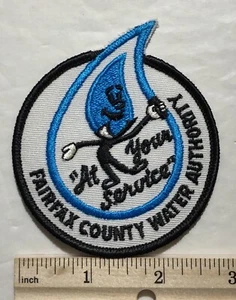 "At Your
Service"
FAIRFAX COUNTY WATER AUTHORITY
inch 1 2 3